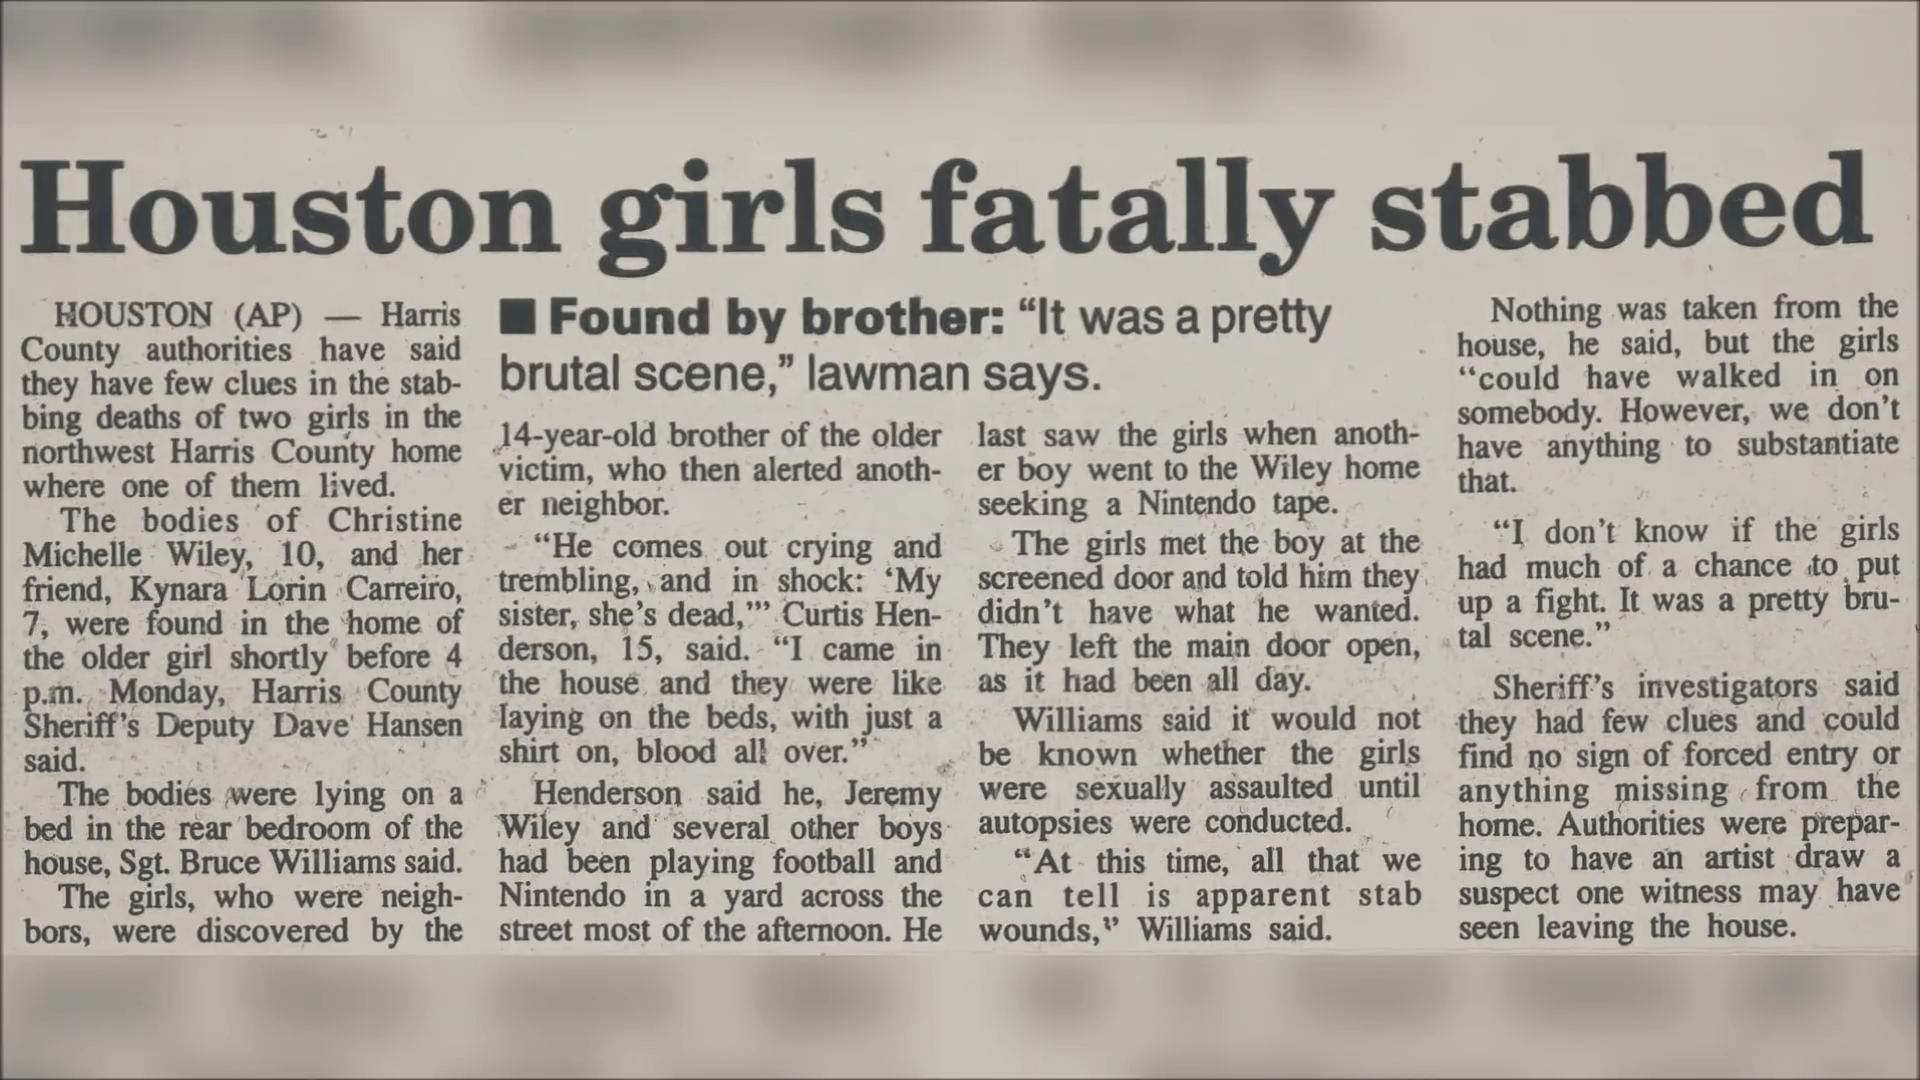 Houston girls fatally stabbed
HOUSTON (AP) — Harris
County authorities have said
they have few clues in the stab-
bing deaths of two girls in the
northwest Harris County home
where one of them lived.
The bodies of Christine
Michelle Wiley, 10, and her
friend, Kynara Lorin Carreiro,
7, were found in the home of
the older girl shortly before 4
p.m. Monday, Harris County
Sheriff's Deputy Dave Hansen
said.
The bodies were lying on a
bed in the rear bedroom of the
house, Sgt. Bruce Williams said.
The girls, who were neigh-
bors, were discovered by the
■ Found by brother: “It was a pretty
brutal scene,” lawman says.
14-year-old brother of the older
victim, who then alerted anoth-
er neighbor.
“He comes out crying and
trembling, and in shock: ‘My
sister, she's dead,’” Curtis Hen-
derson, 15, said. “I came in
the house and they were like
laying on the beds, with just a
shirt on, blood all over.”
Henderson said he, Jeremy
Wiley and several other boys
had been playing football and
Nintendo in a yard across the
street most of the afternoon. He
last saw the girls when anoth-
er boy went to the Wiley home
seeking a Nintendo tape.
The girls met the boy at the
screened door and told him they
didn't have what he wanted.
They left the main door open,
as it had been all day.
Williams said it would not
be known whether the girls
were sexually assaulted until
autopsies were conducted.
“At this time, all that we
can tell is apparent stab
wounds,” Williams said.
Nothing was taken from the
house, he said, but the girls
“could have walked in on
somebody. However, we don't
have anything to substantiate
that.
“I don't know if the girls
had much of a chance to put
up a fight. It was a pretty bru-
tal scene.”
Sheriff's investigators said
they had few clues and could
find no sign of forced entry or
anything missing from the
home. Authorities were prepar-
ing to have an artist draw a
suspect one witness may have
seen leaving the house.